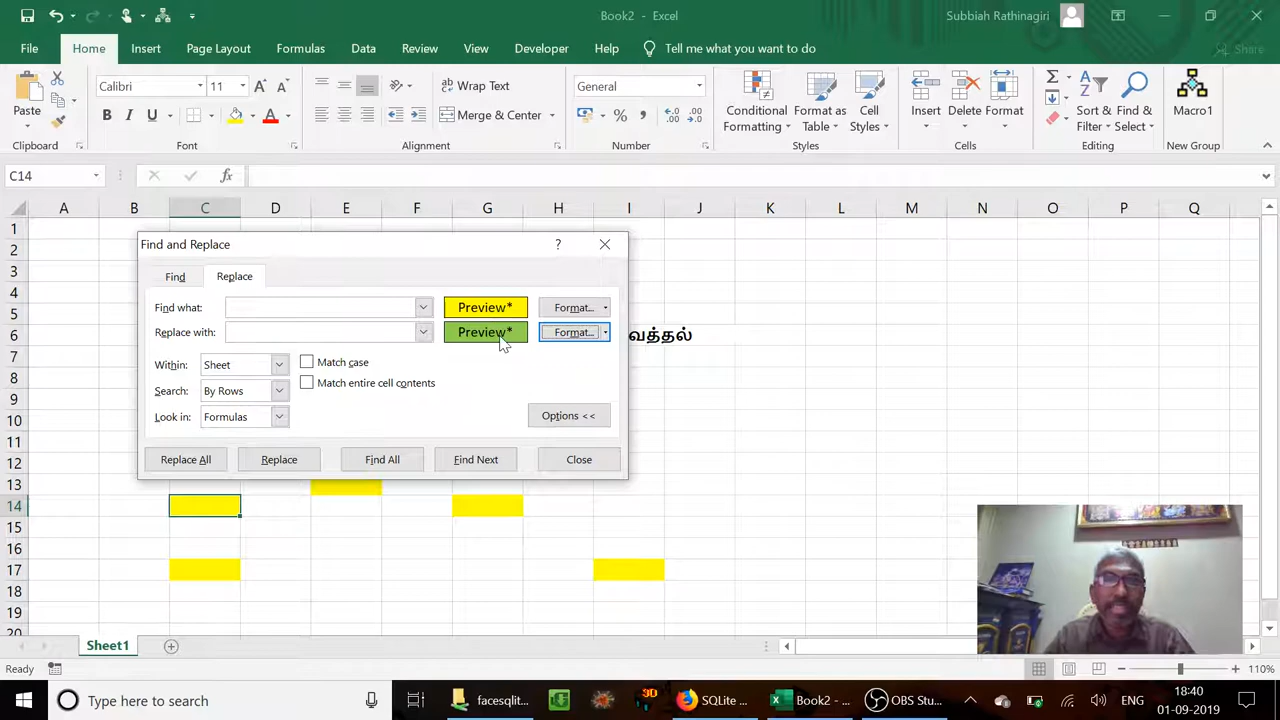 Book2 - Excel
Subbiah Rathinagiri
File Home Insert Page Layout Formulas Data Review View Developer Help Tell me what you want to do Share
Calibri 11 Wrap Text General
Paste Conditional Format as Cell Insert Delete Format Sort & Find & Macro1
B I U A Merge & Center % , Formatting Table Styles Filter Select
Clipboard Font Alignment Number Styles Cells Editing New Group
C14 fx
A B C D E F G H I J K L M N O P Q
1
2
Find and Replace ?
3
Find Replace
4
Find what: Preview* Format...
5
Replace with: Preview* Format...
6 வத்தல்
7
Within: Sheet Match case
8
Search: By Rows Match entire cell contents
9
Look in: Formulas Options <<
10
11
12
Replace All Replace Find All Find Next Close
13
14
15
16
17
18
19
20
Sheet1
Ready 110%
Type here to search facesqlit... 3D SQLite ... Book2 - ... OBS Stu... ENG 18:40
01-09-2019